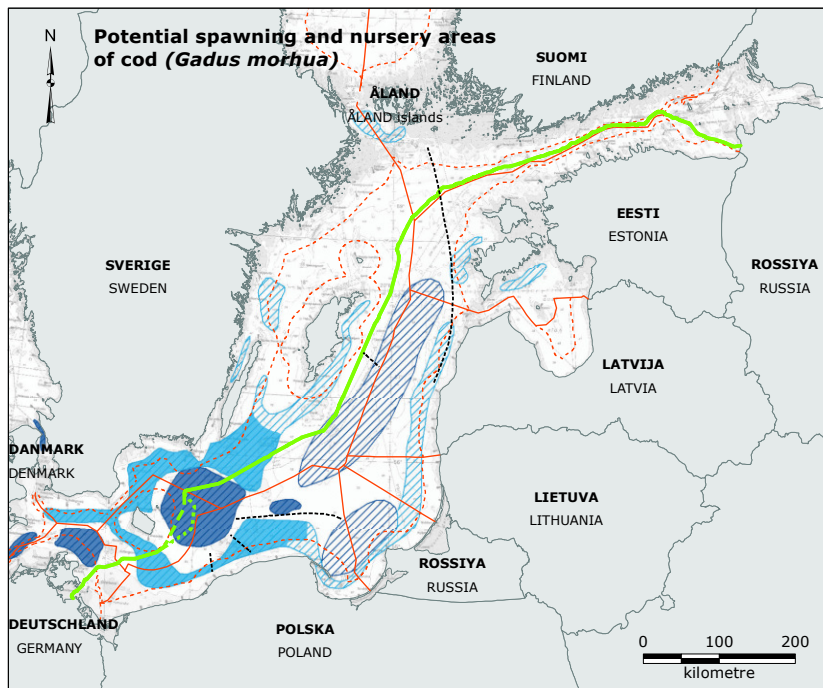 N
Potential spawning and nursery areas
of cod (Gadus morhua)
SUOMI
FINLAND
ÅLAND
ÅLAND islands
EESTI
ESTONIA
SVERIGE
SWEDEN
ROSSIYA
RUSSIA
LATVIJA
LATVIA
DANMARK
DENMARK
LIETUVA
LITHUANIA
ROSSIYA
RUSSIA
DEUTSCHLAND
GERMANY
POLSKA
POLAND
0 100 200
kilometre